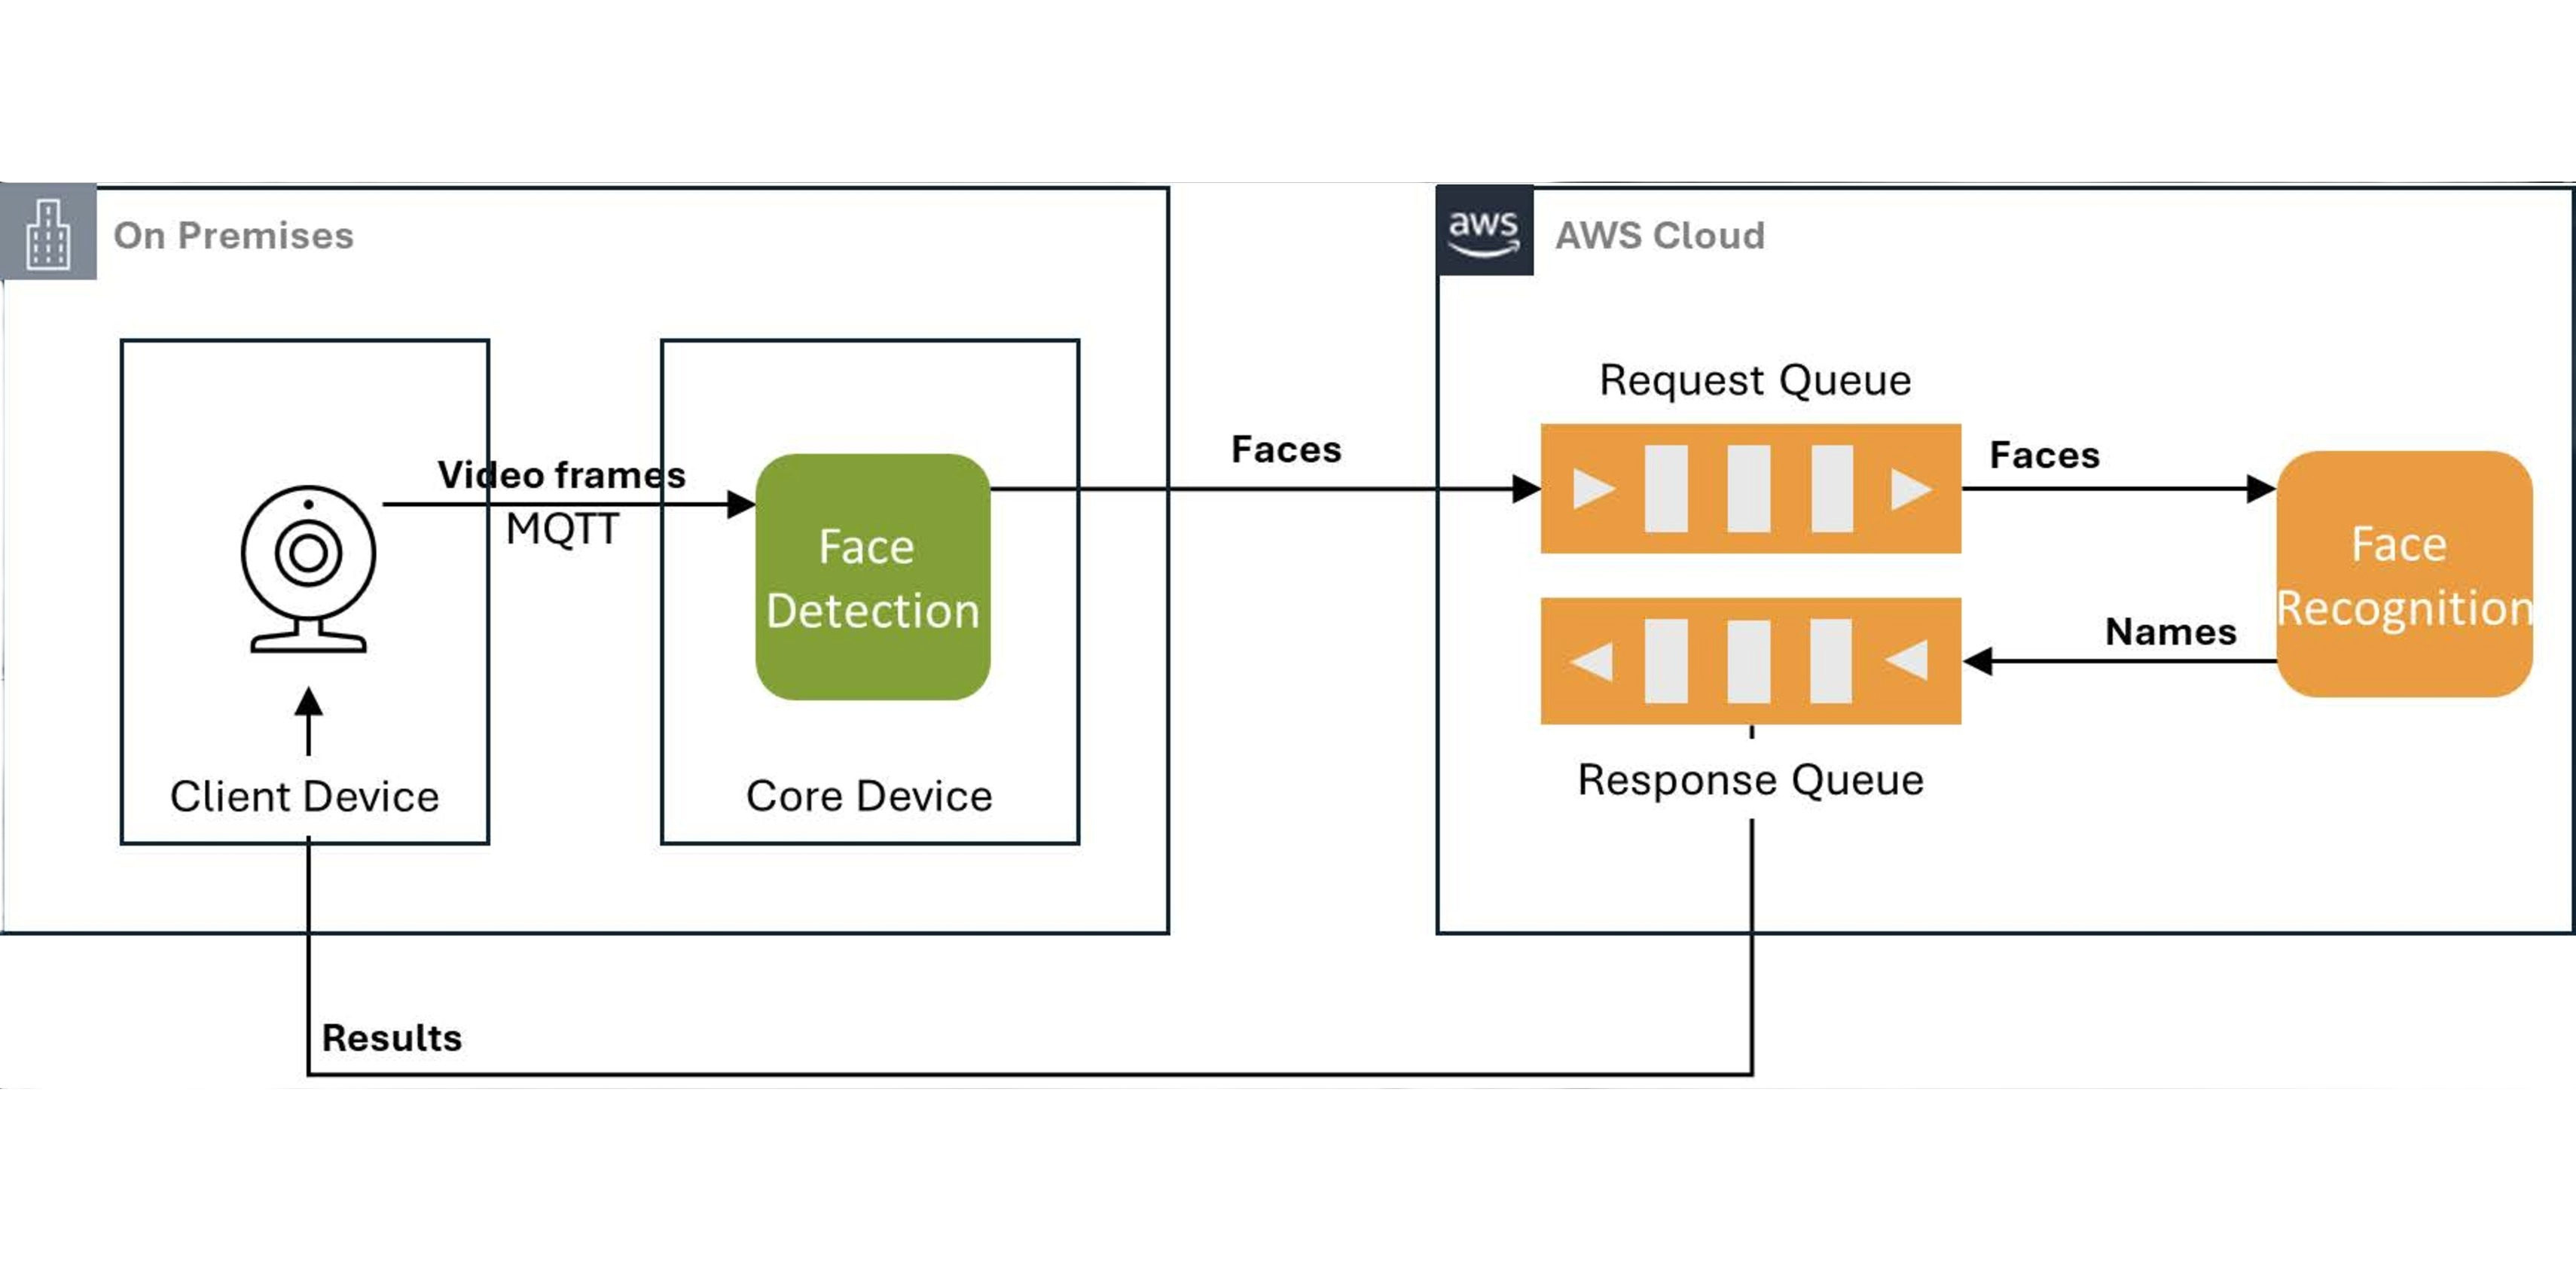 On Premises
aws
AWS Cloud
Request Queue
Video frames
MQTT
Faces
Faces
Face
Detection
Face
Recognition
Names
Client Device
Core Device
Response Queue
Results